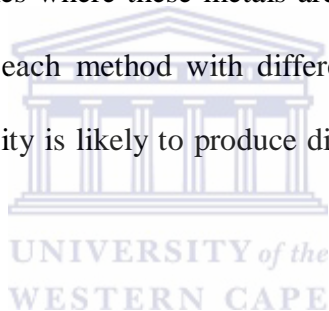 es where these metals are
each method with differe
ity is likely to produce di
UNIVERSITY of the
WESTERN CAPE